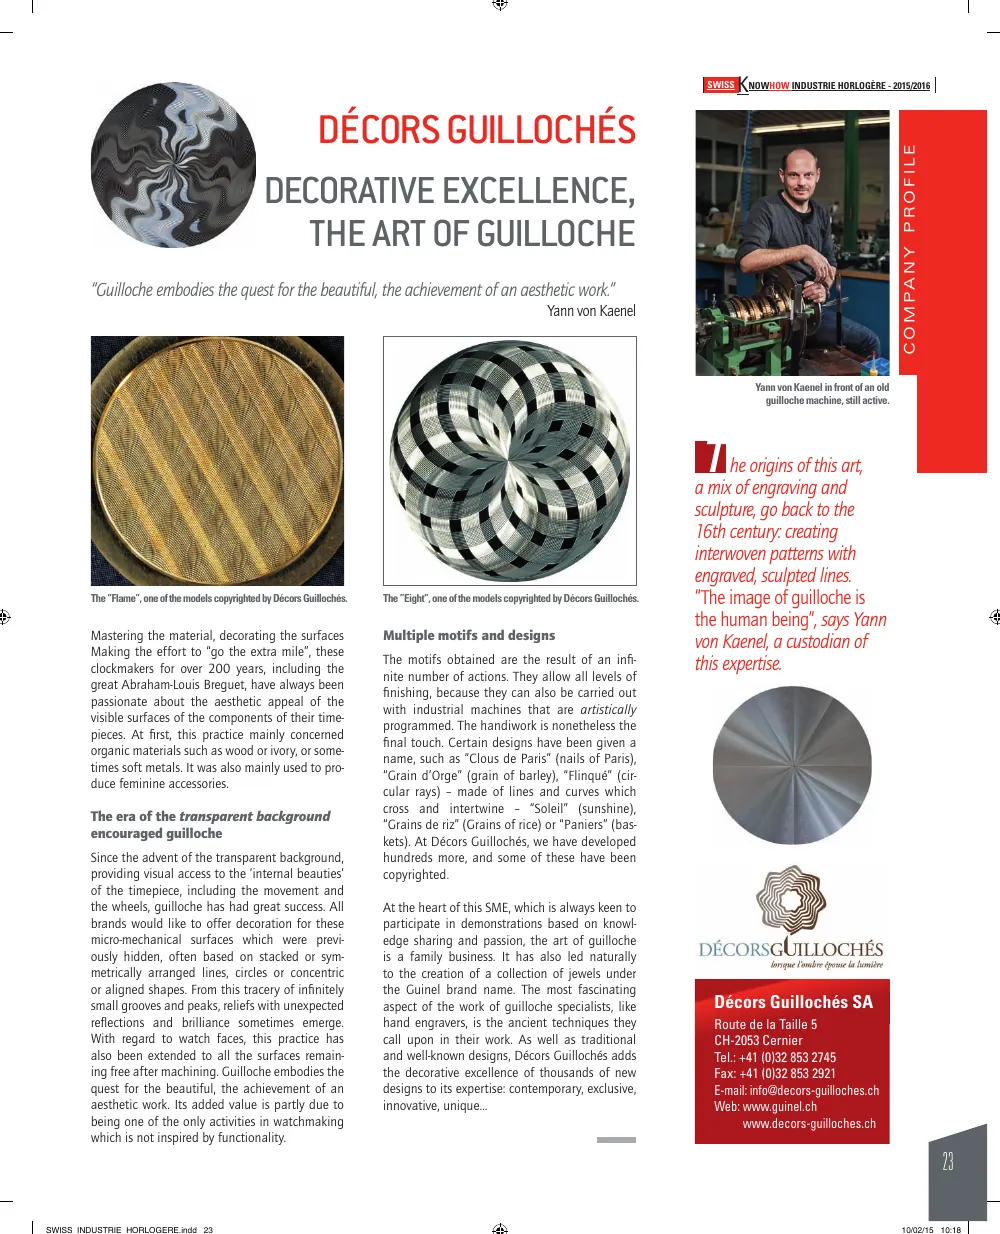 SWISS KNOWHOW INDUSTRIE HORLOGÈRE - 2015/2016
DÉCORS GUILLOCHÉS
DECORATIVE EXCELLENCE,
THE ART OF GUILLOCHE
“Guilloche embodies the quest for the beautiful, the achievement of an aesthetic work.”
Yann von Kaenel
The “Flame”, one of the models copyrighted by Décors Guillochés.
Mastering the material, decorating the surfaces
Making the effort to “go the extra mile”, these
clockmakers for over 200 years, including the
great Abraham-Louis Breguet, have always been
passionate about the aesthetic appeal of the
visible surfaces of the components of their time-
pieces. At first, this practice mainly concerned
organic materials such as wood or ivory, or some-
times soft metals. It was also mainly used to pro-
duce feminine accessories.
The era of the transparent background
encouraged guilloche
Since the advent of the transparent background,
providing visual access to the ‘internal beauties’
of the timepiece, including the movement and
the wheels, guilloche has had great success. All
brands would like to offer decoration for these
micro-mechanical surfaces which were previ-
ously hidden, often based on stacked or sym-
metrically arranged lines, circles or concentric
or aligned shapes. From this tracery of infinitely
small grooves and peaks, reliefs with unexpected
reflections and brilliance sometimes emerge.
With regard to watch faces, this practice has
also been extended to all the surfaces remain-
ing free after machining. Guilloche embodies the
quest for the beautiful, the achievement of an
aesthetic work. Its added value is partly due to
being one of the only activities in watchmaking
which is not inspired by functionality.
The “Eight”, one of the models copyrighted by Décors Guillochés.
Multiple motifs and designs
The motifs obtained are the result of an infi-
nite number of actions. They allow all levels of
finishing, because they can also be carried out
with industrial machines that are artistically
programmed. The handiwork is nonetheless the
final touch. Certain designs have been given a
name, such as “Clous de Paris” (nails of Paris),
“Grain d’Orge” (grain of barley), “Flinqué” (cir-
cular rays) – made of lines and curves which
cross and intertwine – “Soleil” (sunshine),
“Grains de riz” (Grains of rice) or “Paniers” (bas-
kets). At Décors Guillochés, we have developed
hundreds more, and some of these have been
copyrighted.
At the heart of this SME, which is always keen to
participate in demonstrations based on knowl-
edge sharing and passion, the art of guilloche
is a family business. It has also led naturally
to the creation of a collection of jewels under
the Guinel brand name. The most fascinating
aspect of the work of guilloche specialists, like
hand engravers, is the ancient techniques they
call upon in their work. As well as traditional
and well-known designs, Décors Guillochés adds
the decorative excellence of thousands of new
designs to its expertise: contemporary, exclusive,
innovative, unique...
COMPANY PROFILE
Yann von Kaenel in front of an old
guilloche machine, still active.
The origins of this art,
a mix of engraving and
sculpture, go back to the
16th century: creating
interwoven patterns with
engraved, sculpted lines.
“The image of guilloche is
the human being”, says Yann
von Kaenel, a custodian of
this expertise.
DÉCORSGUILLOCHÉS
lorsque l'ombre épouse la lumière
Décors Guillochés SA
Route de la Taille 5
CH-2053 Cernier
Tel.: +41 (0)32 853 2745
Fax: +41 (0)32 853 2921
E-mail: info@decors-guilloches.ch
Web: www.guinel.ch
www.decors-guilloches.ch
23
SWISS_INDUSTRIE_HORLOGERE.indd 23
10/02/15 10:18